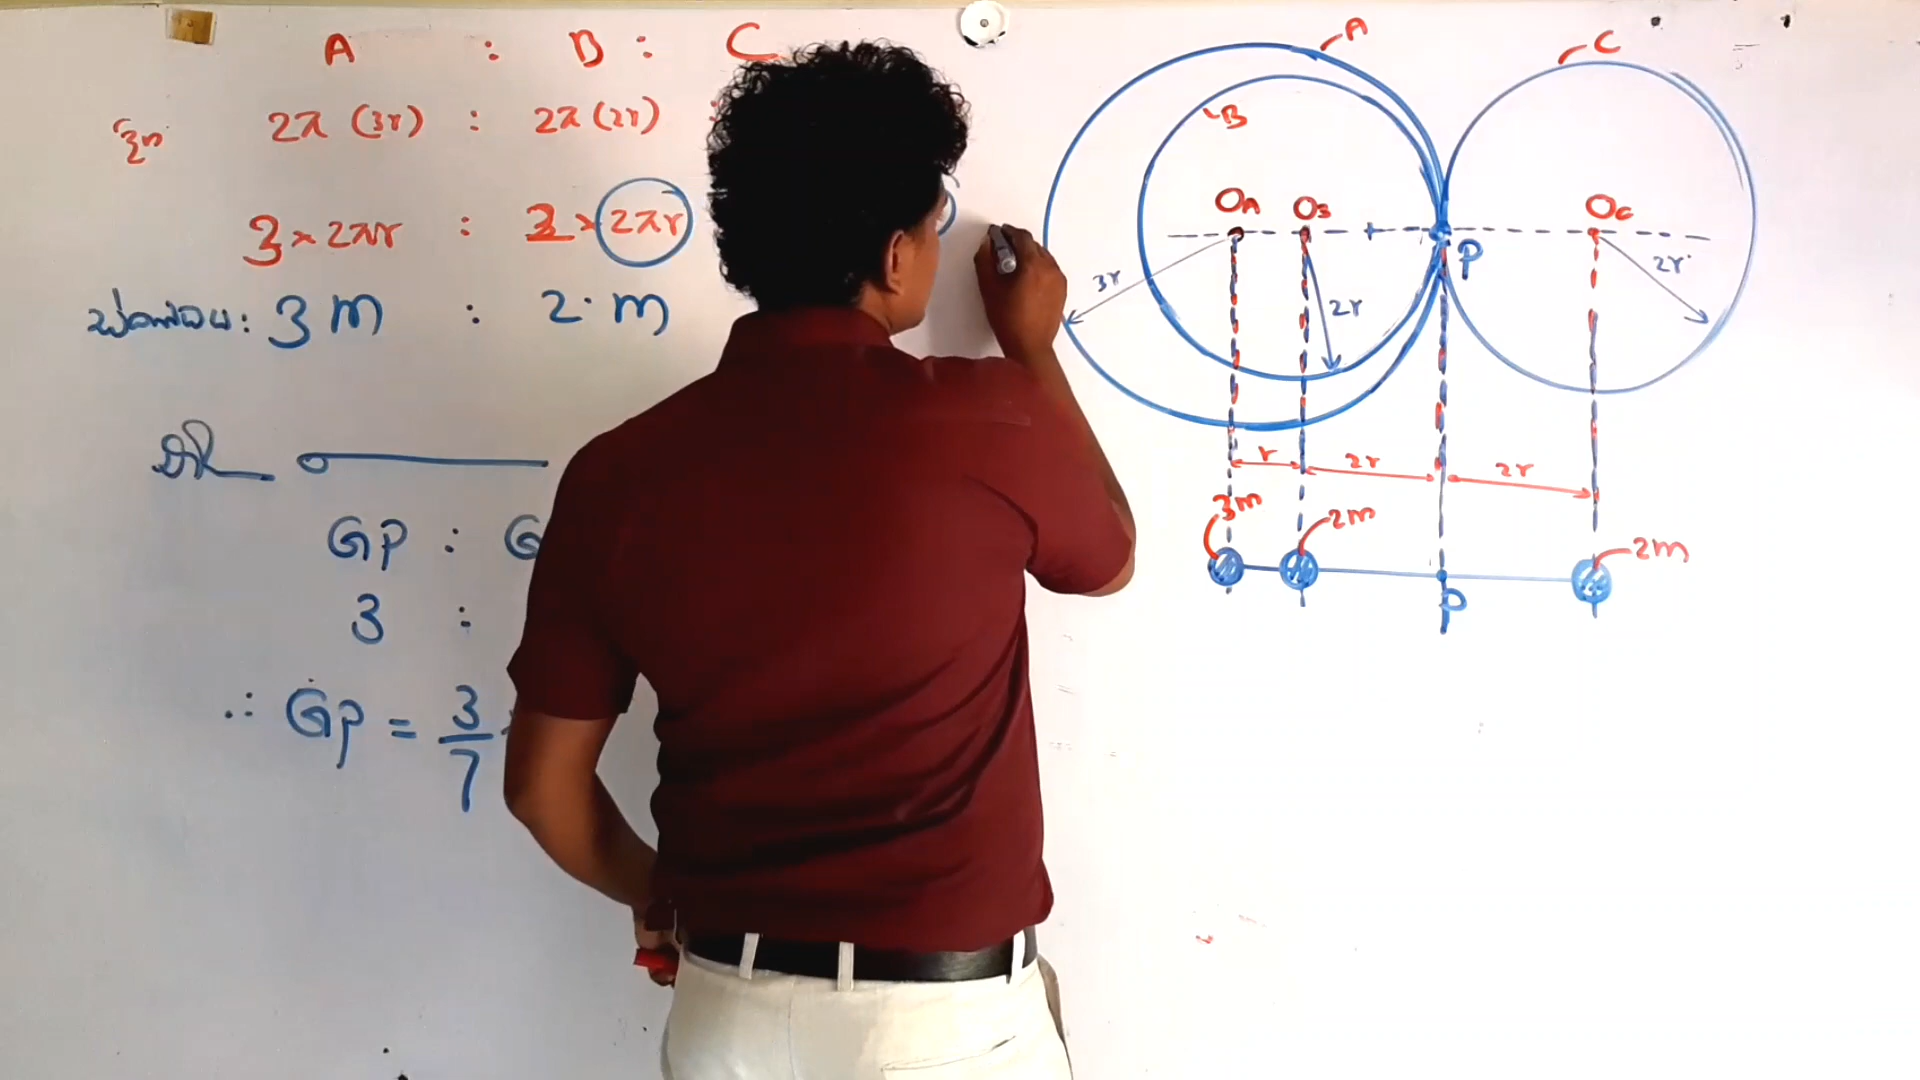 A : B : C
2π (3r) : 2π (2r) :
3 × 2πr : 2 × 2πr
3 m : 2 m
GP : G
3 :
∴ GP = 3/7
A
C
B
O_A O_B O_C
P
3r
2r
2r
r 2r 2r
3m
2m
2m
P